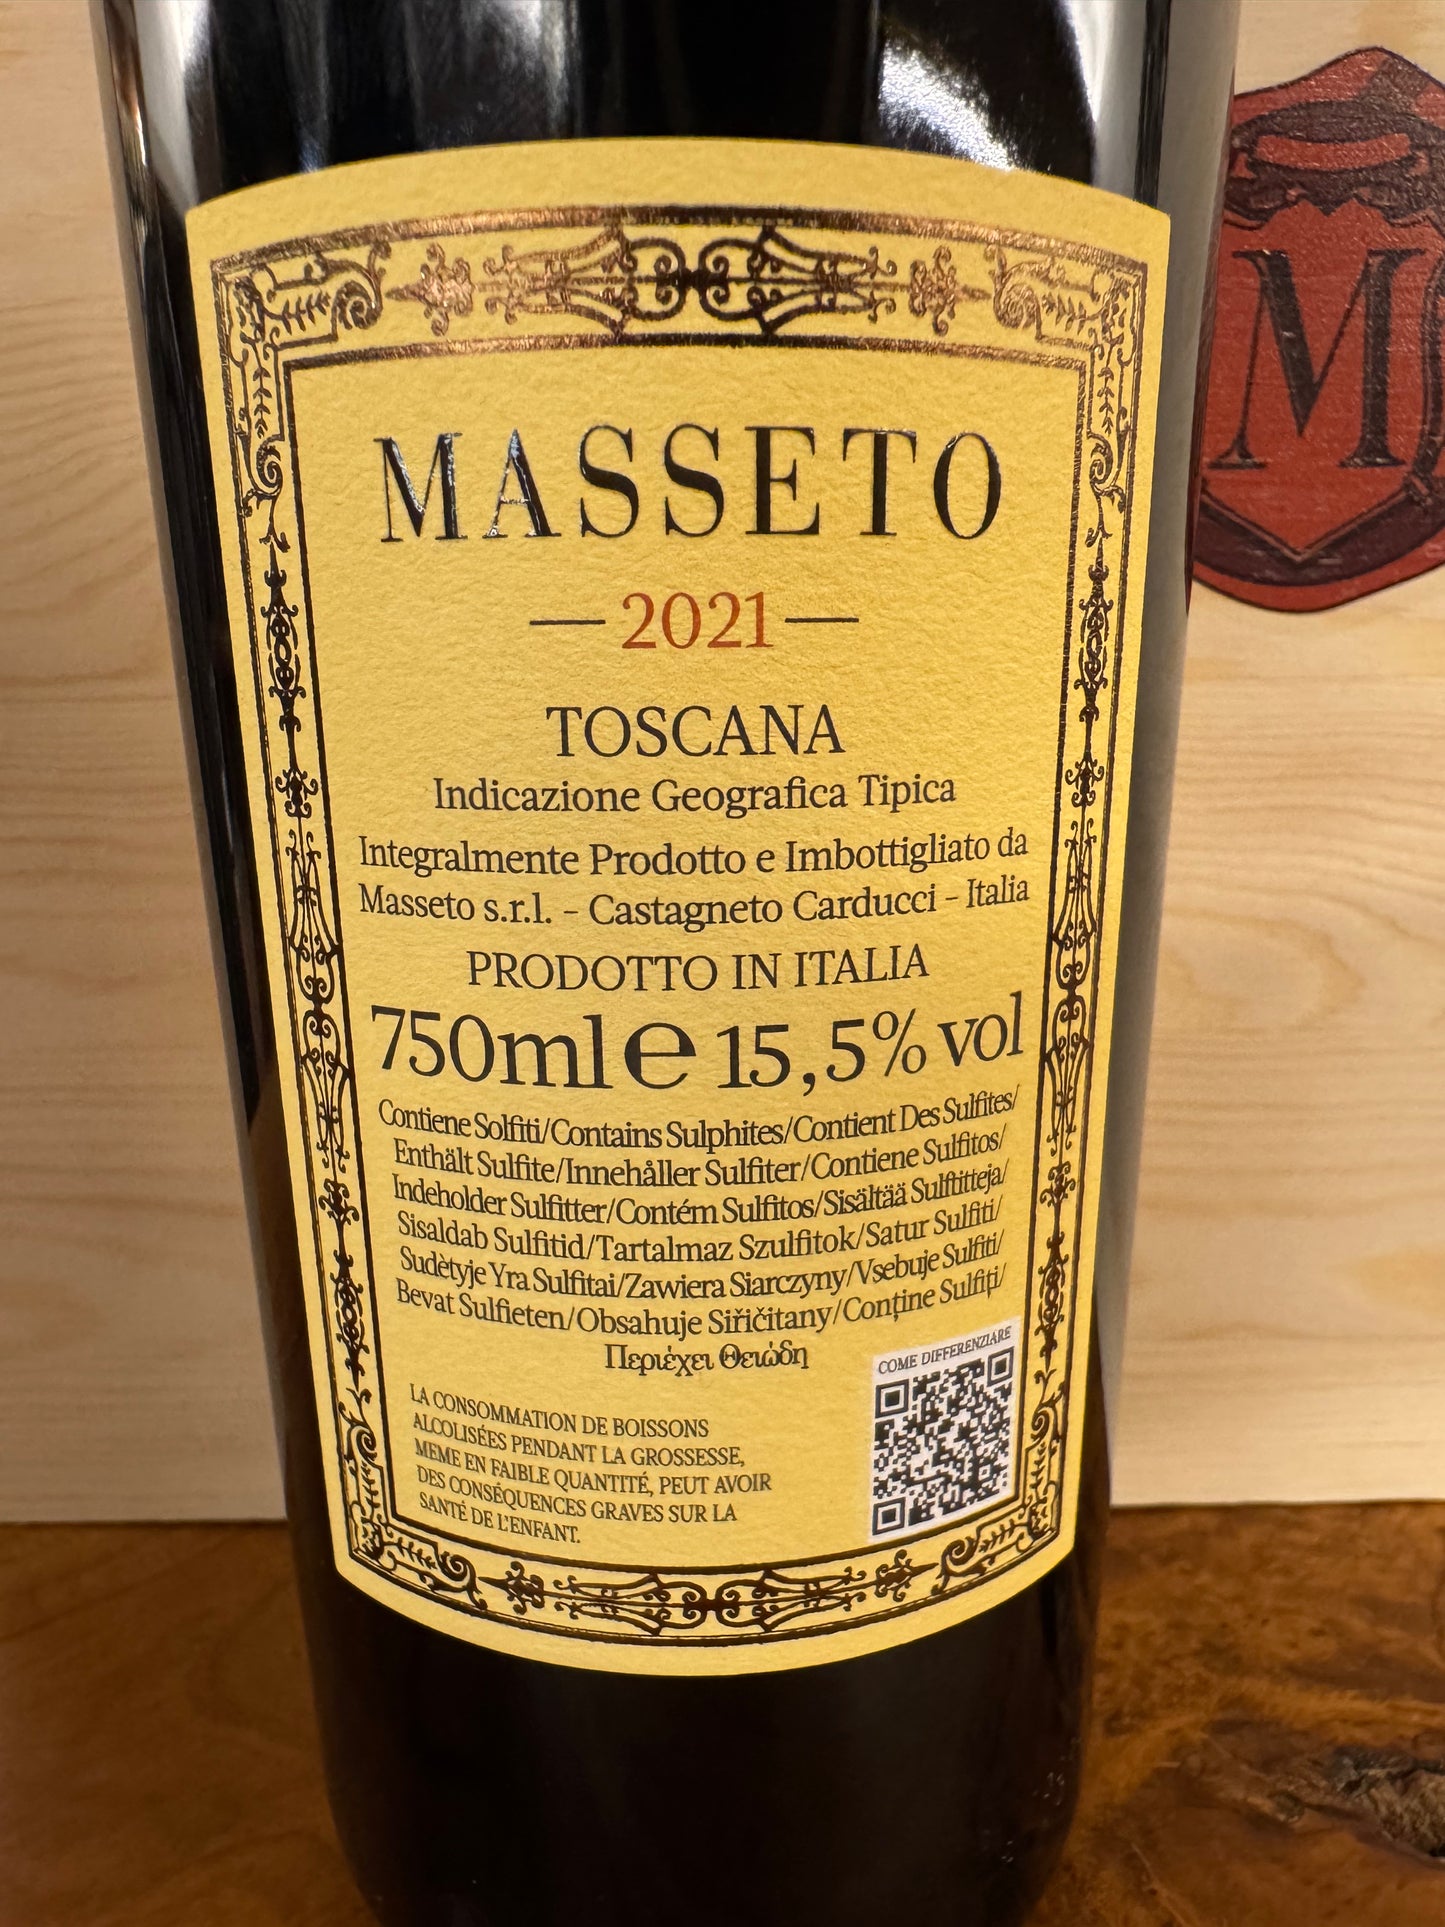 MASSETO
2021
TOSCANA
Indicazione Geografica Tipica
Integralmente Prodotto e Imbottigliato da
Masseto s.r.l. - Castagneto Carducci - Italia
PRODOTTO IN ITALIA
750ml e 15,5% vol
Contiene Solfiti/Contains Sulphites/Contient Des Sulfites/
Enthält Sulfite/Innehåller Sulfiter/Contiene Sulfitos/
Indeholder Sulfitter/Contém Sulfitos/Sisältää Sulftitteja/
Sisaldab Sulfitid/Tartalmaz Szulfitok/Satur Sulfiti/
Sudètyje Yra Sulfitai/Zawiera Siarczyny/Vsebuje Sulfiti/
Bevat Sulfieten/Obsahuje Siřičitany/Conține Sulfiți/
Περιέχει Θειώδη
COME DIFFERENZIARE
LA CONSOMMATION DE BOISSONS
ALCOLISÉES PENDANT LA GROSSESSE,
MEME EN FAIBLE QUANTITÉ, PEUT AVOIR
DES CONSÉQUENCES GRAVES SUR LA
SANTÉ DE L'ENFANT.
M